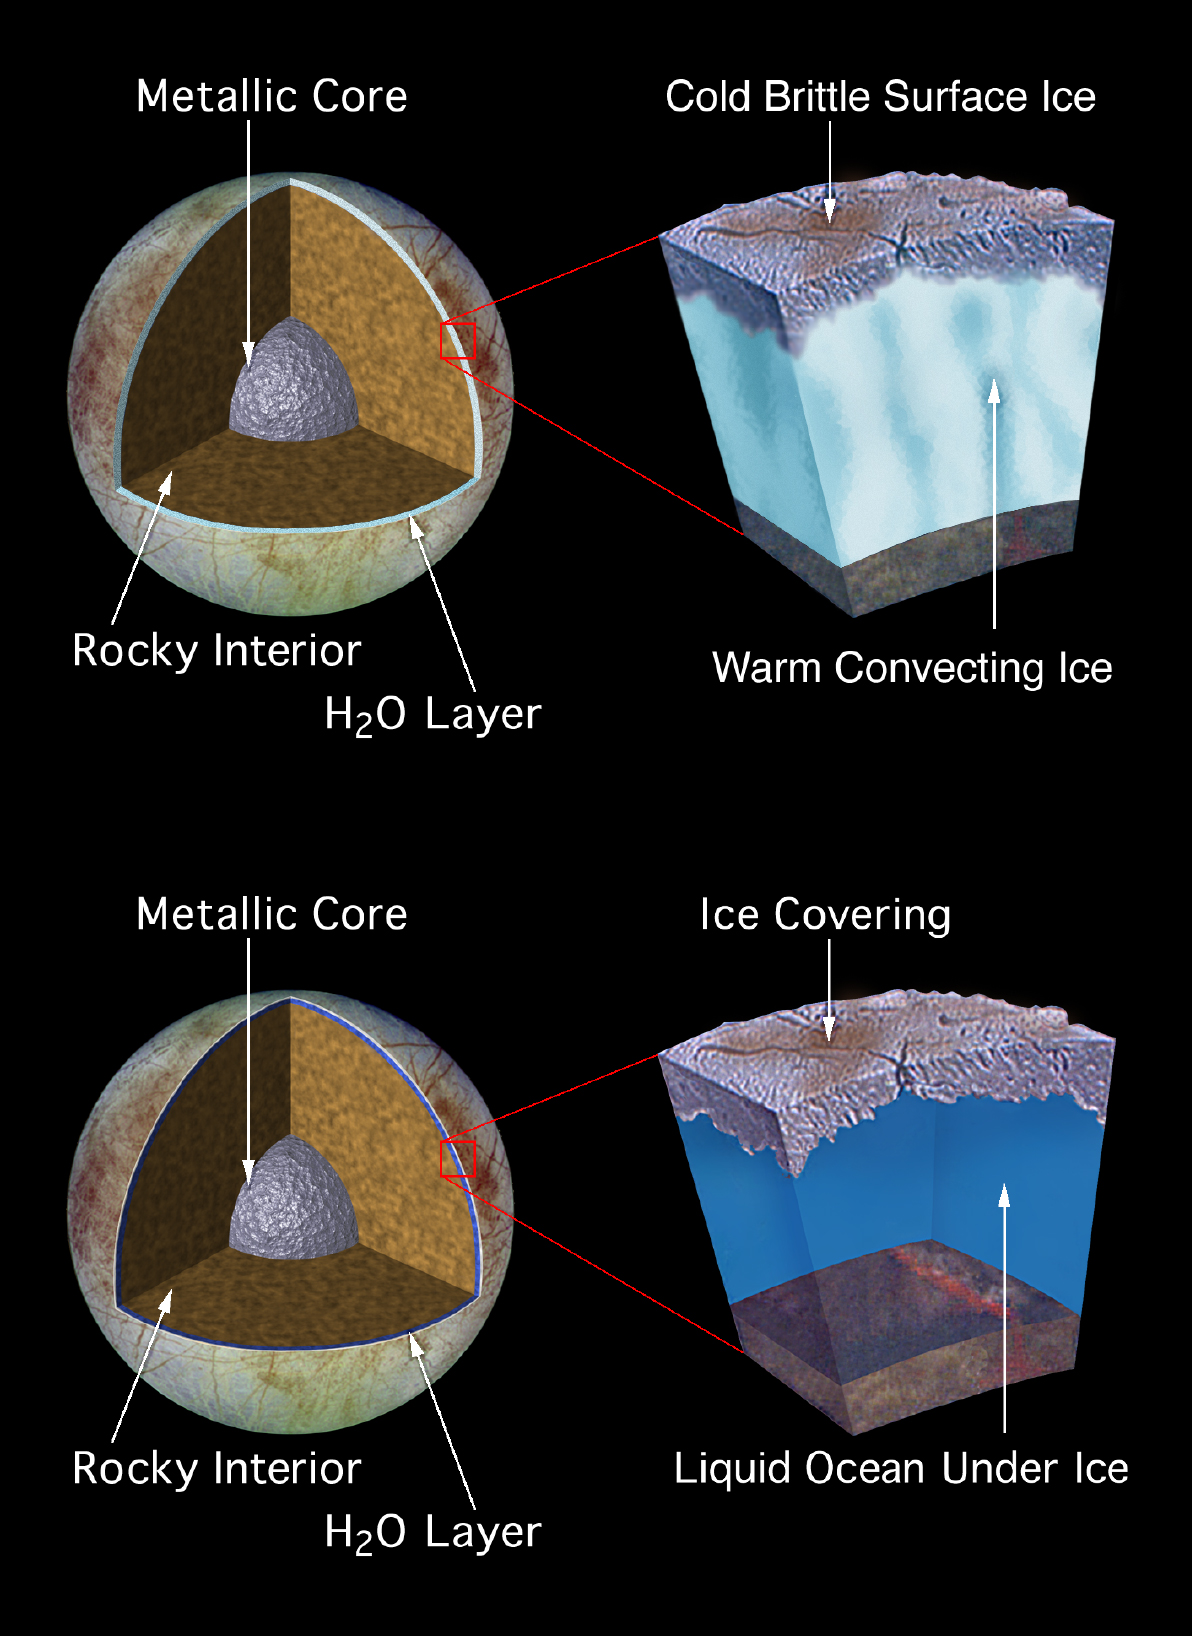 Metallic Core
Cold Brittle Surface Ice
Rocky Interior
Warm Convecting Ice
H₂O Layer
Metallic Core
Ice Covering
Rocky Interior
Liquid Ocean Under Ice
H₂O Layer